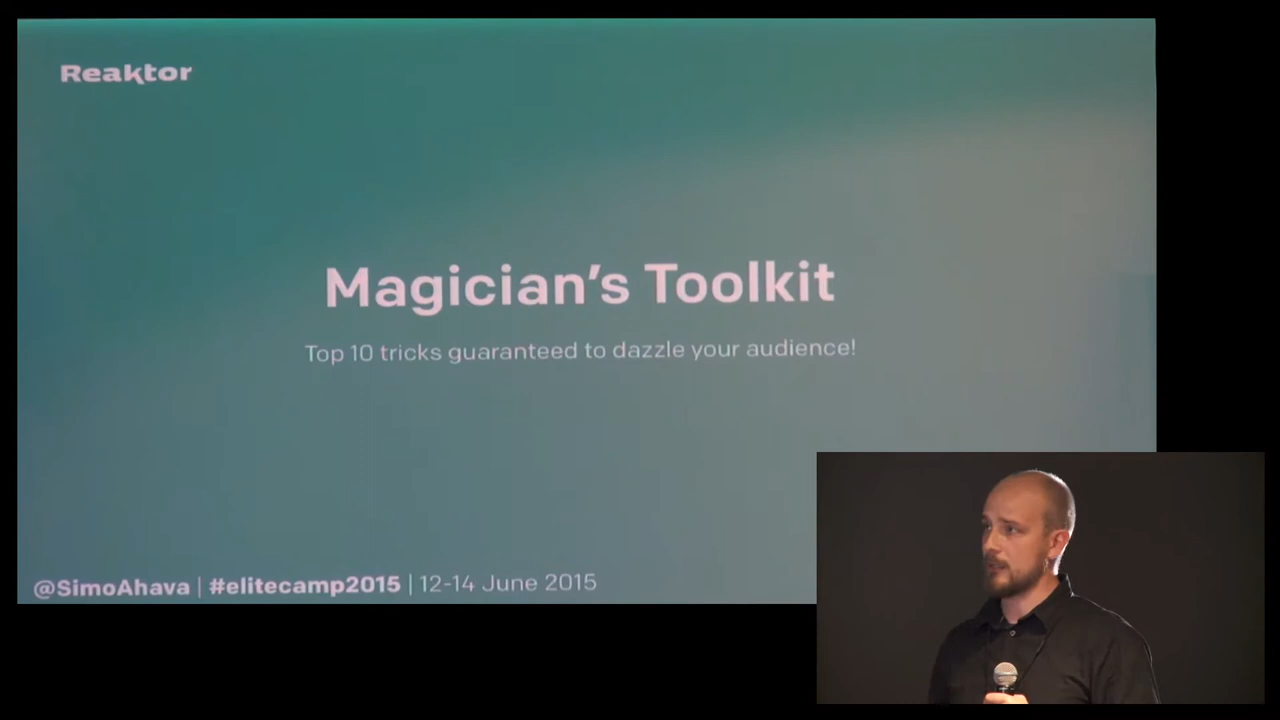 Reaktor
Magician's Toolkit
Top 10 tricks guaranteed to dazzle your audience!
@SimoAhava | #elitecamp2015 | 12-14 June 2015